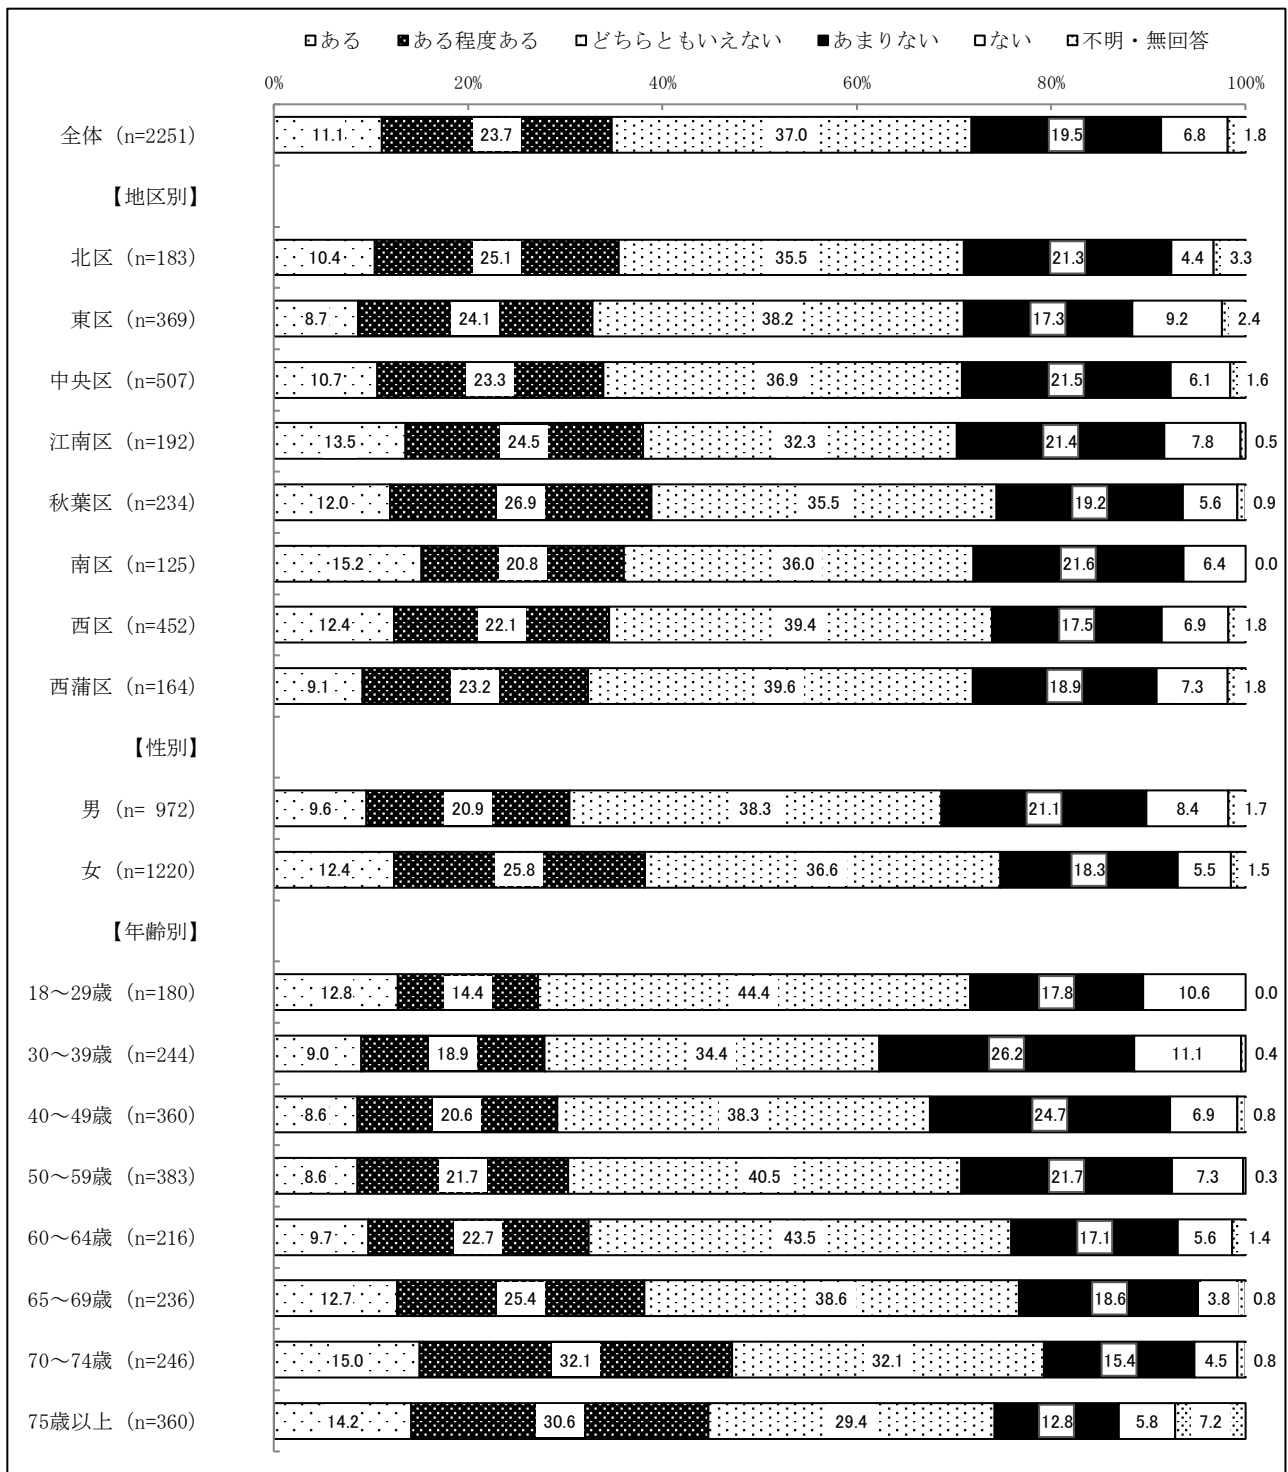 ある ある程度ある どちらともいえない あまりない ない 不明・無回答
0% 20% 40% 60% 80% 100%
全体 (n=2251) 11.1 23.7 37.0 19.5 6.8 1.8
【地区別】
北区 (n=183) 10.4 25.1 35.5 21.3 4.4 3.3
東区 (n=369) 8.7 24.1 38.2 17.3 9.2 2.4
中央区 (n=507) 10.7 23.3 36.9 21.5 6.1 1.6
江南区 (n=192) 13.5 24.5 32.3 21.4 7.8 0.5
秋葉区 (n=234) 12.0 26.9 35.5 19.2 5.6 0.9
南区 (n=125) 15.2 20.8 36.0 21.6 6.4 0.0
西区 (n=452) 12.4 22.1 39.4 17.5 6.9 1.8
西蒲区 (n=164) 9.1 23.2 39.6 18.9 7.3 1.8
【性別】
男 (n= 972) 9.6 20.9 38.3 21.1 8.4 1.7
女 (n=1220) 12.4 25.8 36.6 18.3 5.5 1.5
【年齢別】
18～29歳 (n=180) 12.8 14.4 44.4 17.8 10.6 0.0
30～39歳 (n=244) 9.0 18.9 34.4 26.2 11.1 0.4
40～49歳 (n=360) 8.6 20.6 38.3 24.7 6.9 0.8
50～59歳 (n=383) 8.6 21.7 40.5 21.7 7.3 0.3
60～64歳 (n=216) 9.7 22.7 43.5 17.1 5.6 1.4
65～69歳 (n=236) 12.7 25.4 38.6 18.6 3.8 0.8
70～74歳 (n=246) 15.0 32.1 32.1 15.4 4.5 0.8
75歳以上 (n=360) 14.2 30.6 29.4 12.8 5.8 7.2